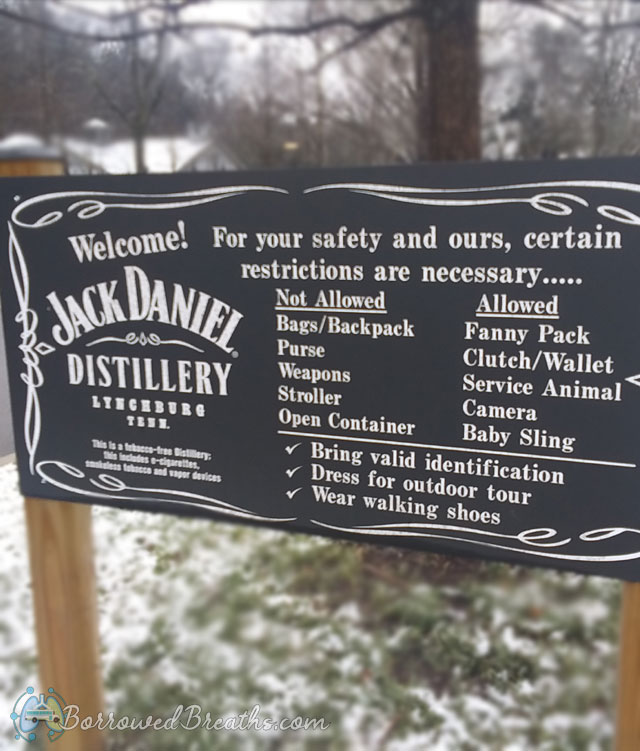 Welcome!
JACK DANIEL
DISTILLERY
LYNCHBURG
TENN.
This is a tobacco-free Distillery:
this includes e-cigarettes,
smokeless tobacco and vapor devices
For your safety and ours, certain
restrictions are necessary.....
Not Allowed
Bags/Backpack
Purse
Weapons
Stroller
Open Container
Allowed
Fanny Pack
Clutch/Wallet
Service Animal
Camera
Baby Sling
✓ Bring valid identification
✓ Dress for outdoor tour
✓ Wear walking shoes
BorrowedBreaths.com